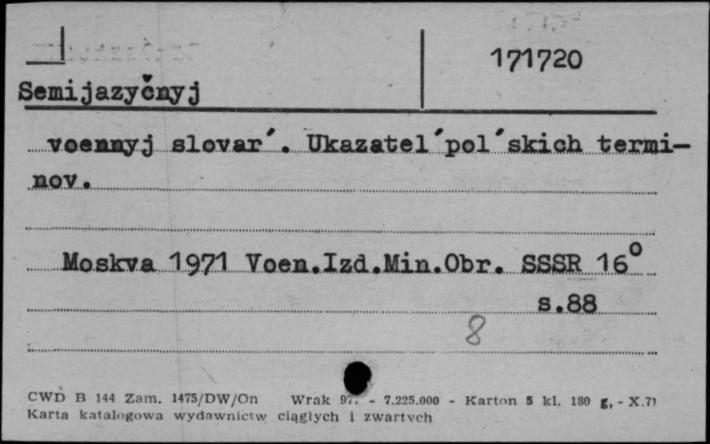 171720
Semijazyčnyj
voennyj slovar´. Ukazatel´pol´skich termi-
nov.
Moskva 1971 Voen.Izd.Min.Obr. SSSR 16°
s.88
8
CWD B 144 Zam. 1475/DW/On Wrak - 7.225.000 - Karton 5 kl. 180 g, - X.71
Karta katalogowa wydawnictw ciągłych i zwartych